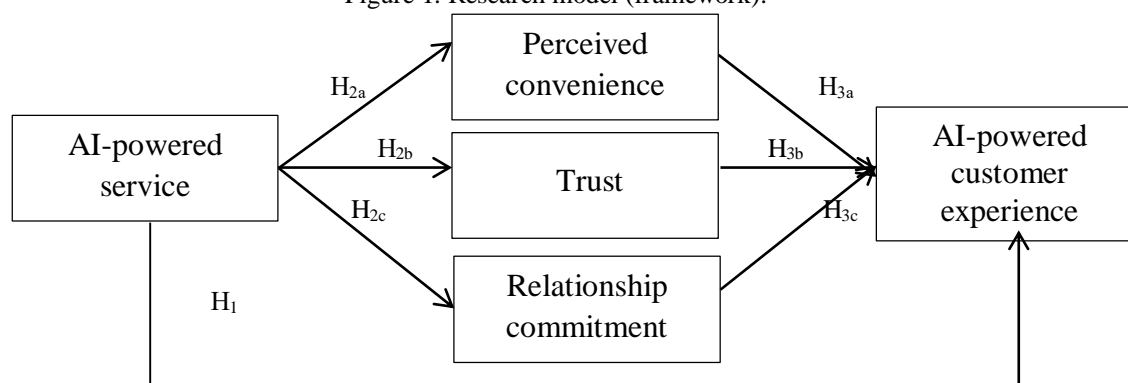 Figure 1. Research model (framework).
Perceived
convenience
H2a
H3a
AI-powered
service
H2b
Trust
H3b
AI-powered
customer
experience
H2c
H3c
Relationship
commitment
H1